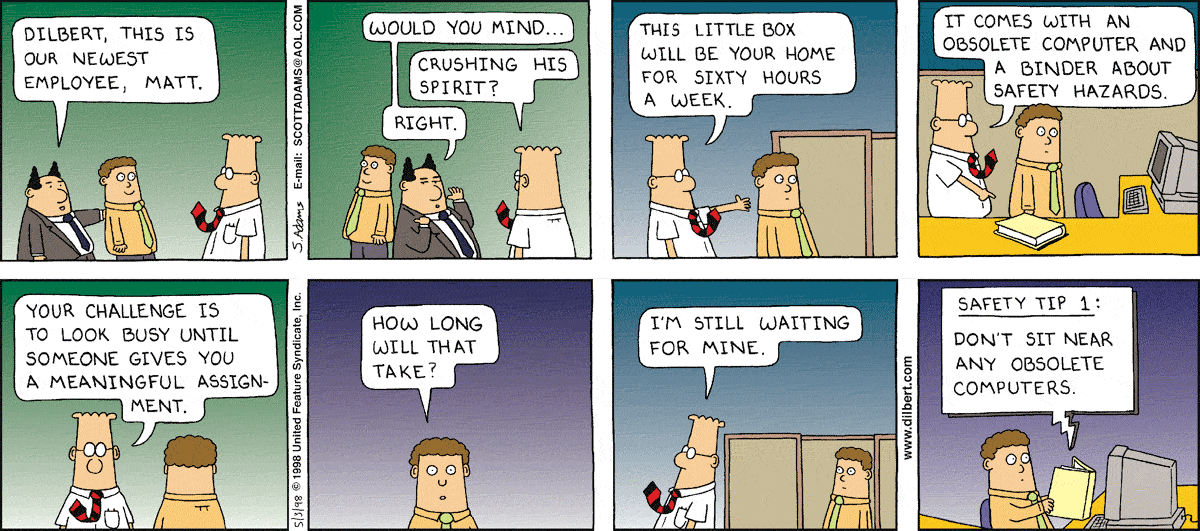 DILBERT, THIS IS
OUR NEWEST
EMPLOYEE, MATT.
S. Adams
E-mail: SCOTTADAMS@AOL.COM
WOULD YOU MIND...
CRUSHING HIS
SPIRIT?
RIGHT.
THIS LITTLE BOX
WILL BE YOUR HOME
FOR SIXTY HOURS
A WEEK.
IT COMES WITH AN
OBSOLETE COMPUTER AND
A BINDER ABOUT
SAFETY HAZARDS.
YOUR CHALLENGE IS
TO LOOK BUSY UNTIL
SOMEONE GIVES YOU
A MEANINGFUL ASSIGN-
MENT.
5/3/98 © 1998 United Feature Syndicate, Inc.
HOW LONG
WILL THAT
TAKE?
I'M STILL WAITING
FOR MINE.
www.dilbert.com
SAFETY TIP 1:
DON'T SIT NEAR
ANY OBSOLETE
COMPUTERS.